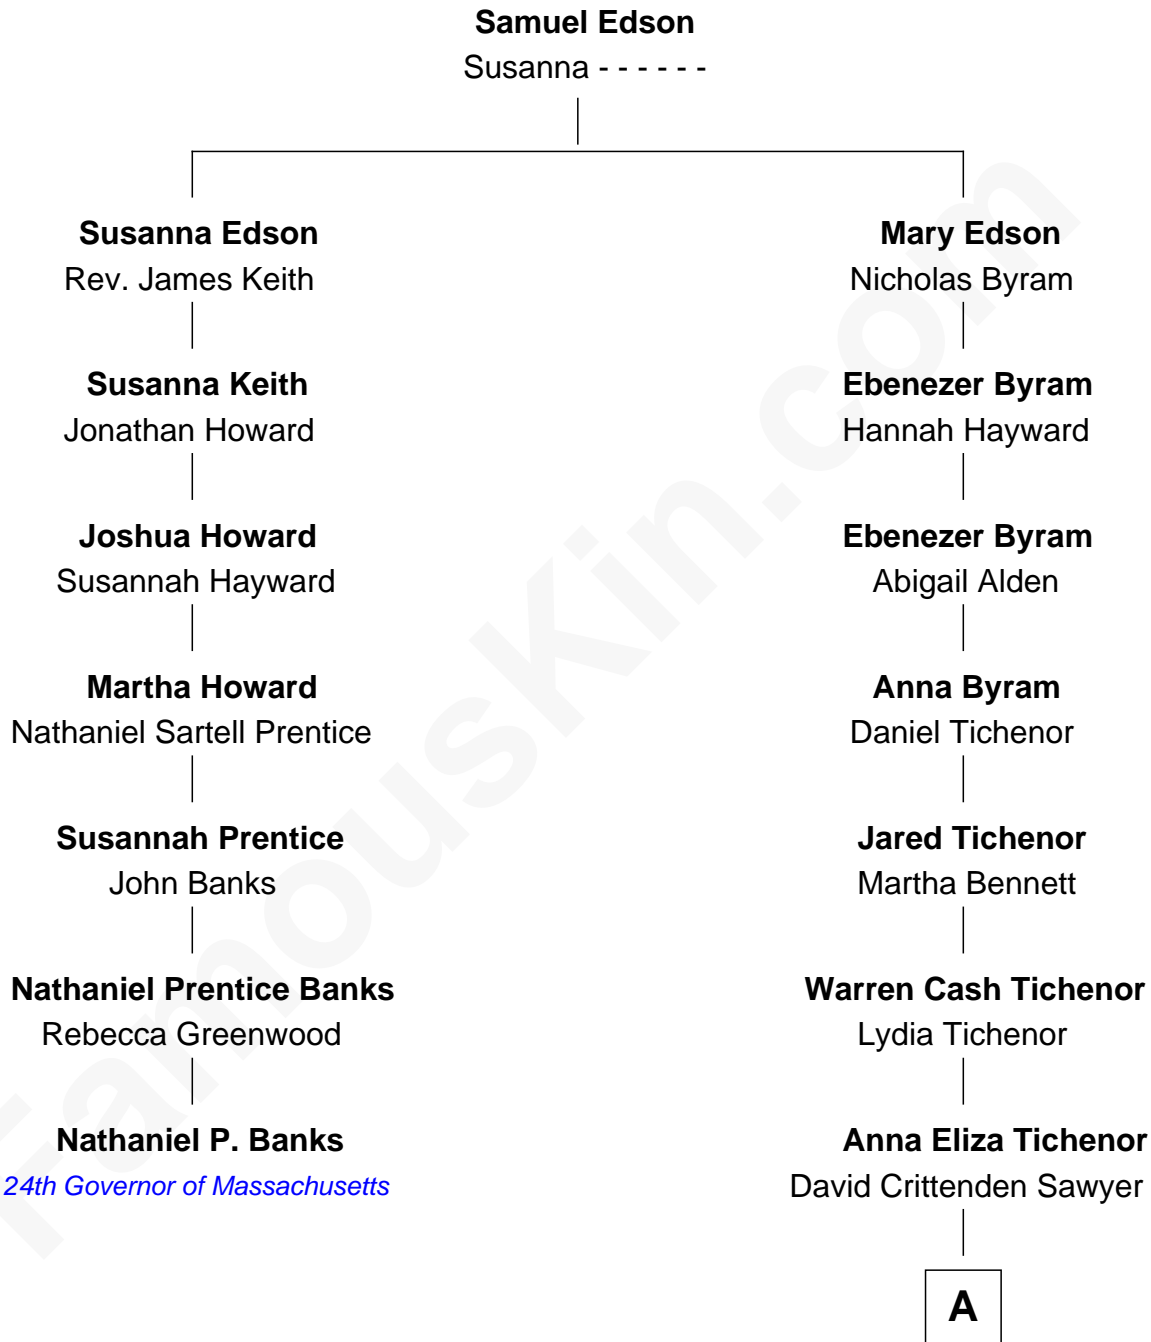 Samuel Edson
Susanna - - - - - -
Susanna Edson
Rev. James Keith
Mary Edson
Nicholas Byram
Susanna Keith
Jonathan Howard
Ebenezer Byram
Hannah Hayward
Joshua Howard
Susannah Hayward
Ebenezer Byram
Abigail Alden
Martha Howard
Nathaniel Sartell Prentice
Anna Byram
Daniel Tichenor
Susannah Prentice
John Banks
Jared Tichenor
Martha Bennett
Nathaniel Prentice Banks
Rebecca Greenwood
Warren Cash Tichenor
Lydia Tichenor
Nathaniel P. Banks
24th Governor of Massachusetts
Anna Eliza Tichenor
David Crittenden Sawyer
A
FamousKin.com